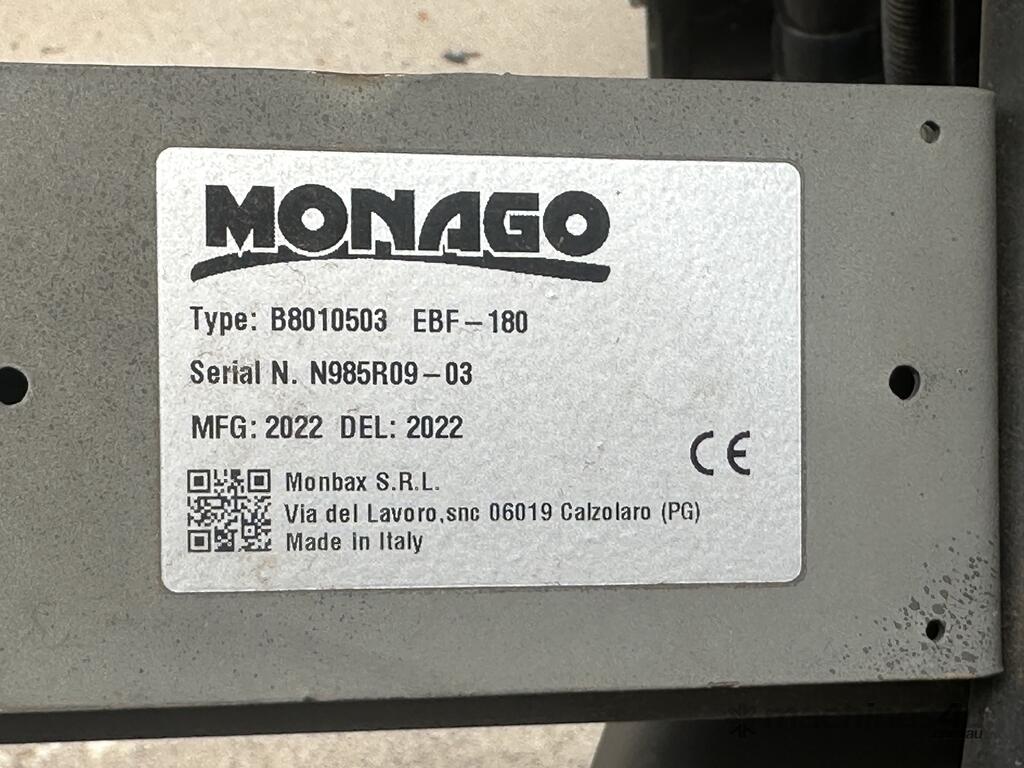 MONAGO
Type: B8010503 EBF-180
Serial N. N985R09-03
MFG: 2022 DEL: 2022
CE
Monbax S.R.L.
Via del Lavoro,snc 06019 Calzolaro (PG)
Made in Italy